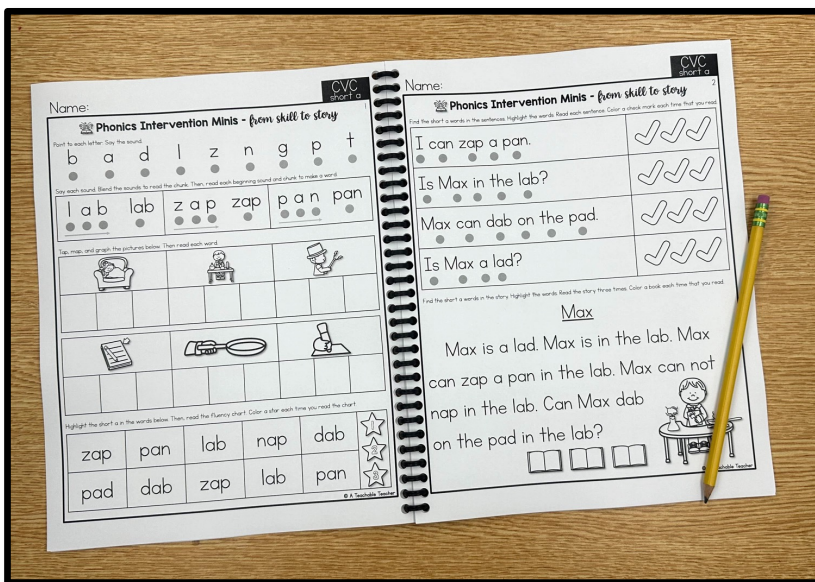 CVC
short a
Name:
1
Phonics Intervention Minis - from skill to story
Point to each letter. Say the sound.
b a d l z n g p t
Say each sound. Blend the sounds to read the chunk. Then, read each beginning sound and chunk to make a word.
l a b lab z a p zap p a n pan
Tap, map, and graph the pictures below. Then read each word.
Highlight the short a in the words below. Then, read the fluency chart. Color a star each time you read the chart.
zap pan lab nap dab
pad dab zap lab pan
1
2
3
© A Teachable Teacher
CVC
short a
Name:
2
Phonics Intervention Minis - from skill to story
Find the short a words in the sentences. Highlight the words. Read each sentence. Color a check mark each time that you read.
I can zap a pan.
Is Max in the lab?
Max can dab on the pad.
Is Max a lad?
Find the short a words in the story. Highlight the words. Read the story three times. Color a book each time that you read.
Max
Max is a lad. Max is in the lab. Max
can zap a pan in the lab. Max can not
nap in the lab. Can Max dab
on the pad in the lab?
Teachable Teacher